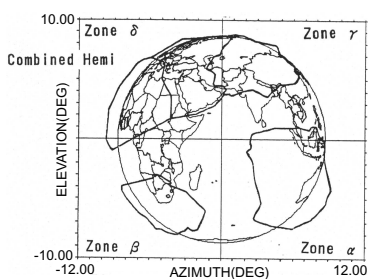 10.00
Zone δ
Zone γ
Combined Hemi
ELEVATION(DEG)
Zone β
Zone α
-10.00
-12.00
AZIMUTH(DEG)
12.00